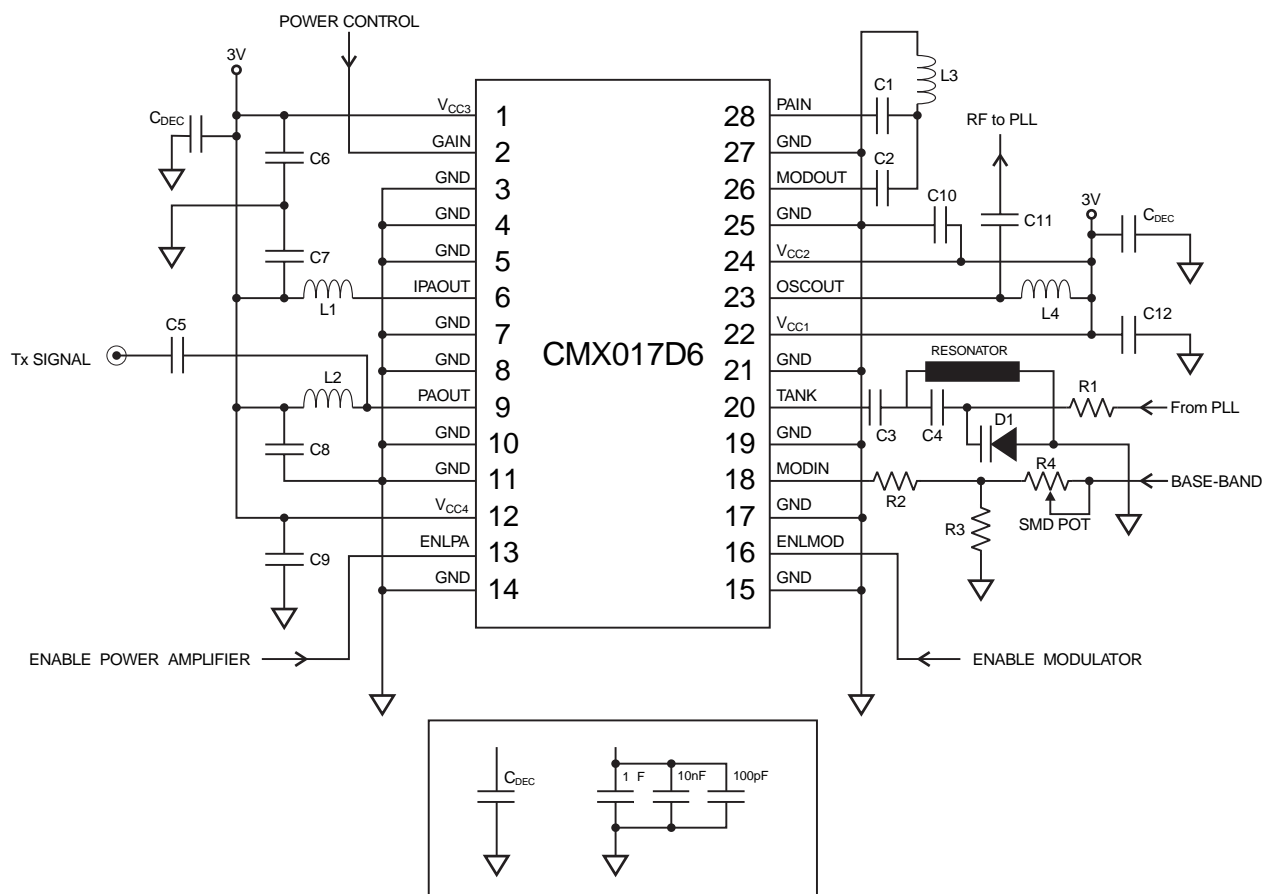 POWER CONTROL
3V
CDEC
C6
C7
L1
C5
Tx SIGNAL
L2
C8
C9
ENABLE POWER AMPLIFIER
VCC3
GAIN
GND
GND
GND
IPAOUT
GND
GND
PAOUT
GND
GND
VCC4
ENLPA
GND
1
2
3
4
5
6
7
8
9
10
11
12
13
14
CMX017D6
28
27
26
25
24
23
22
21
20
19
18
17
16
15
PAIN
GND
MODOUT
GND
VCC2
OSCOUT
VCC1
GND
TANK
GND
MODIN
GND
ENLMOD
GND
C1
L3
C2
RF to PLL
C10
C11
3V
CDEC
L4
C12
RESONATOR
R1
From PLL
C3
C4
D1
R4
BASE-BAND
R2
R3
SMD POT
ENABLE MODULATOR
CDEC
1 F
10nF
100pF